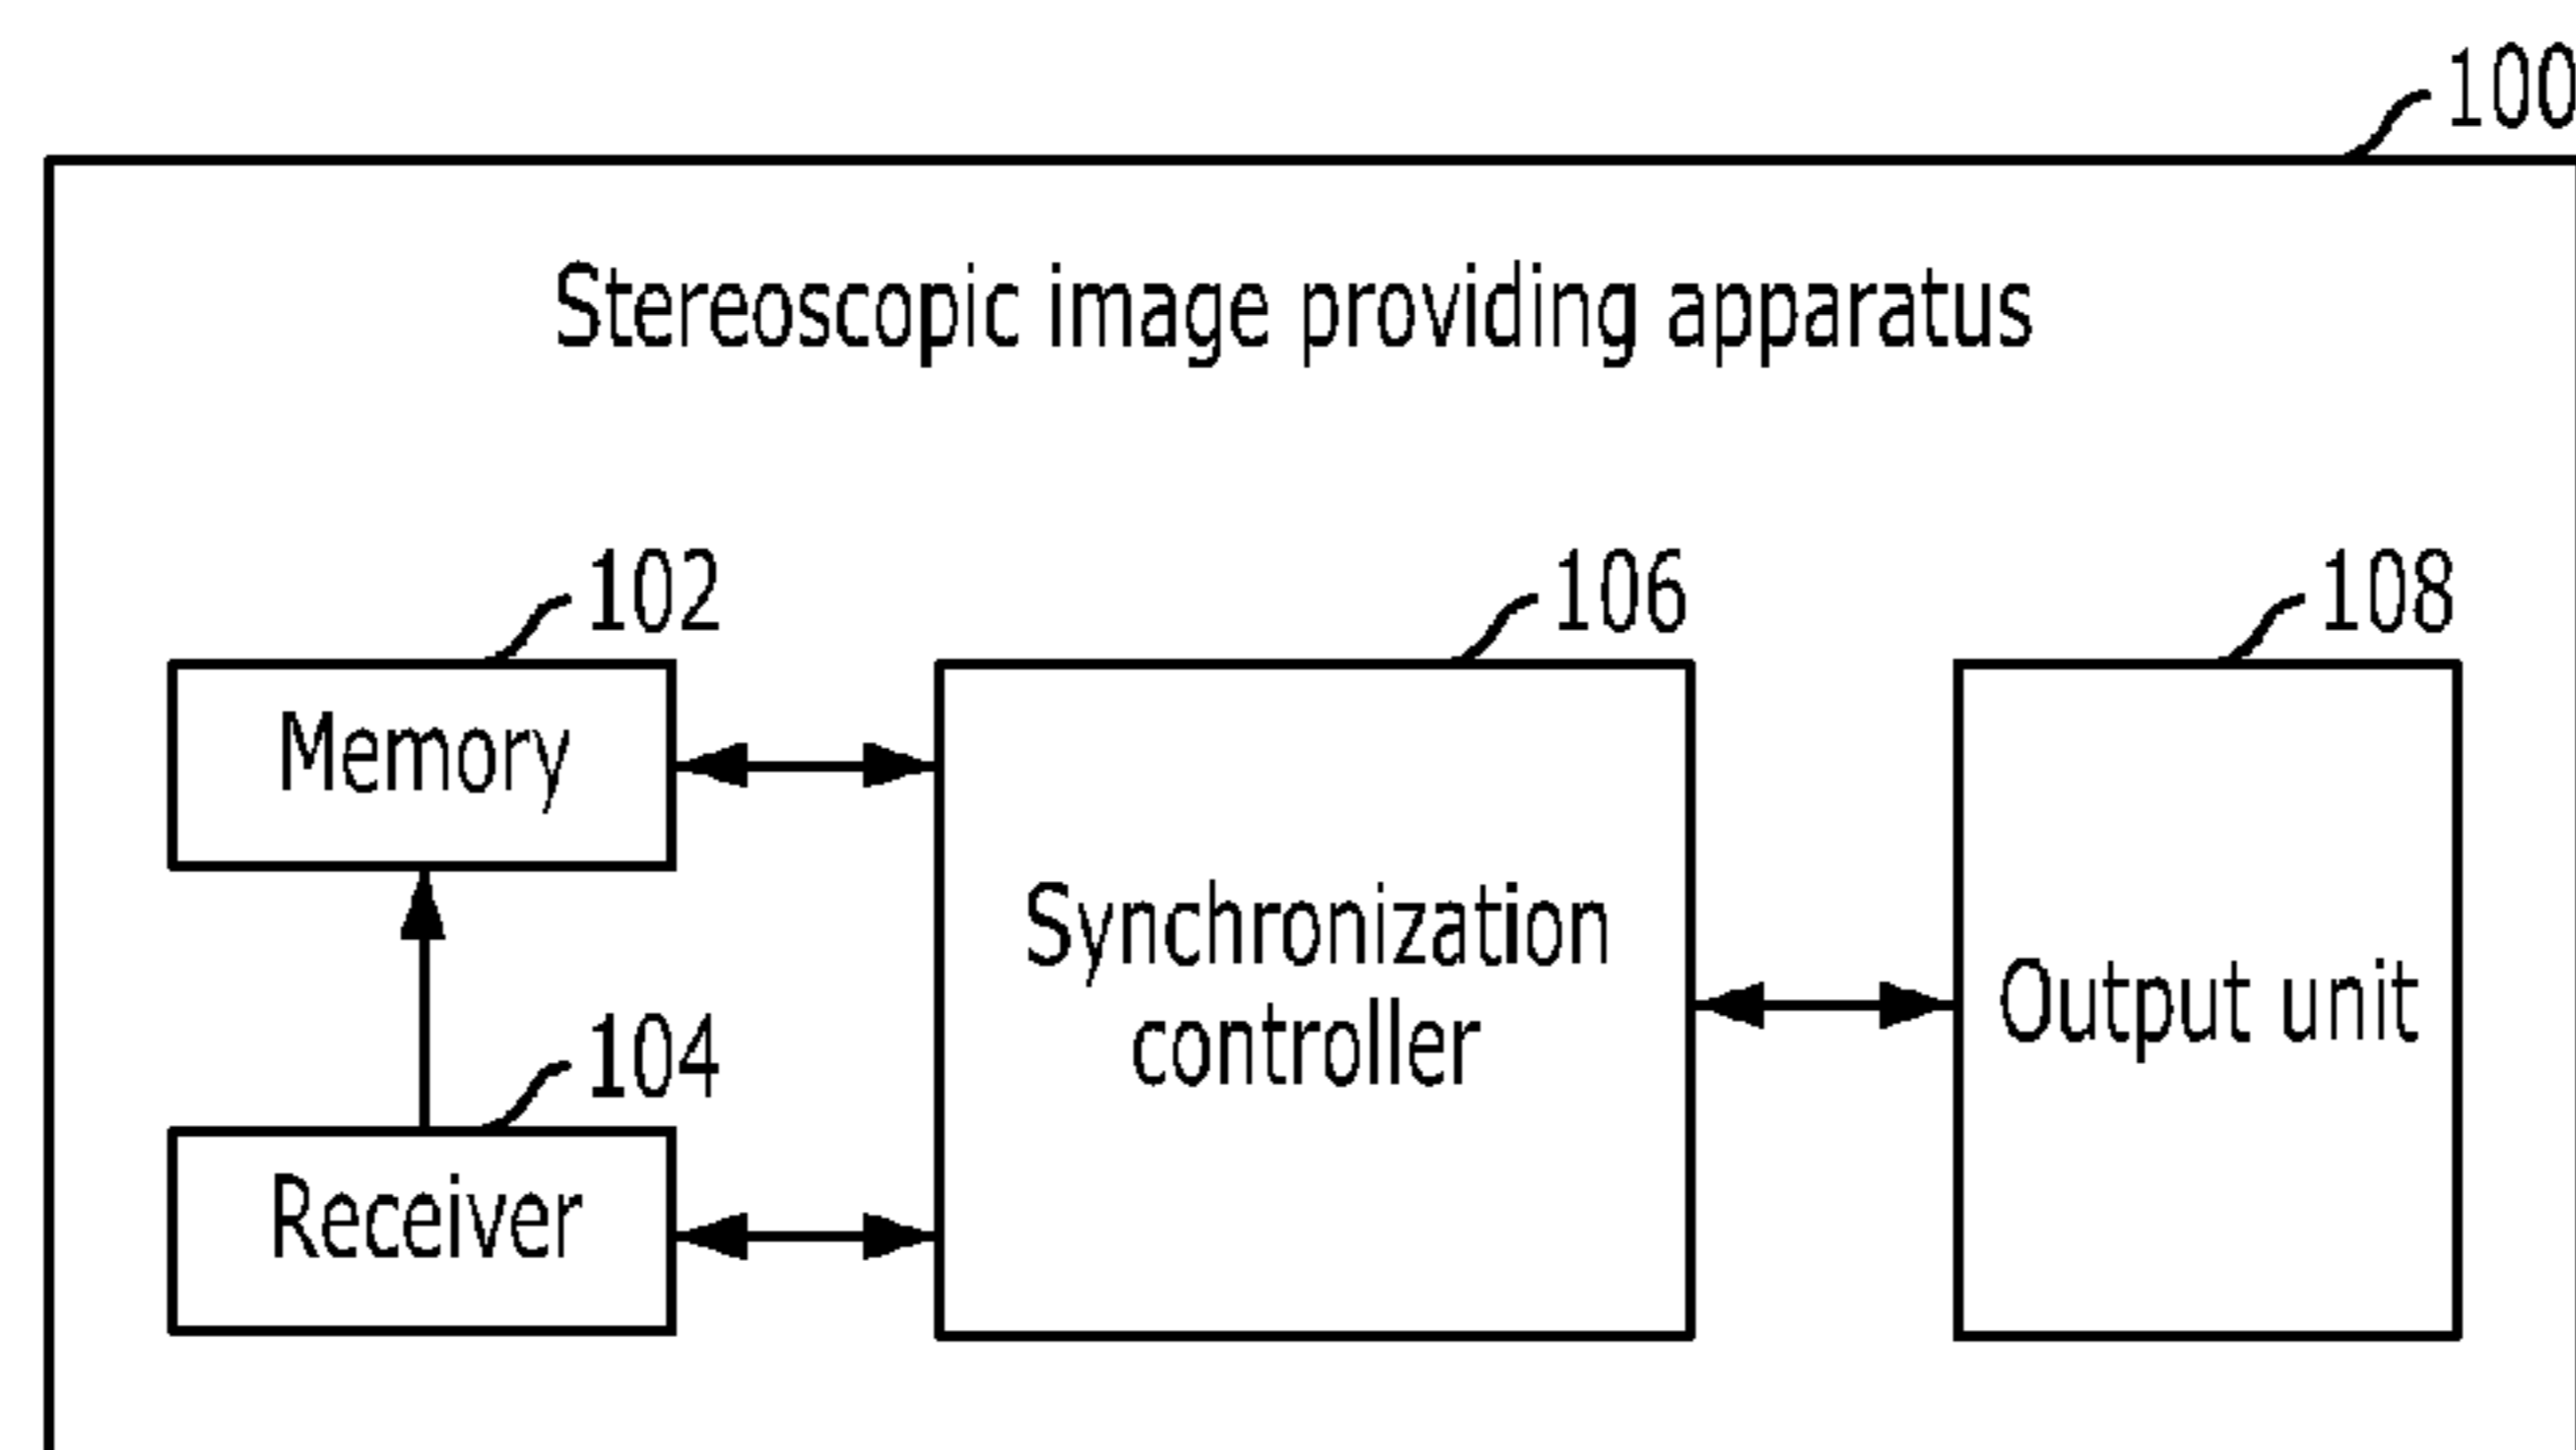 100
Stereoscopic image providing apparatus
102
106
108
Memory
Synchronization
controller
Output unit
104
Receiver